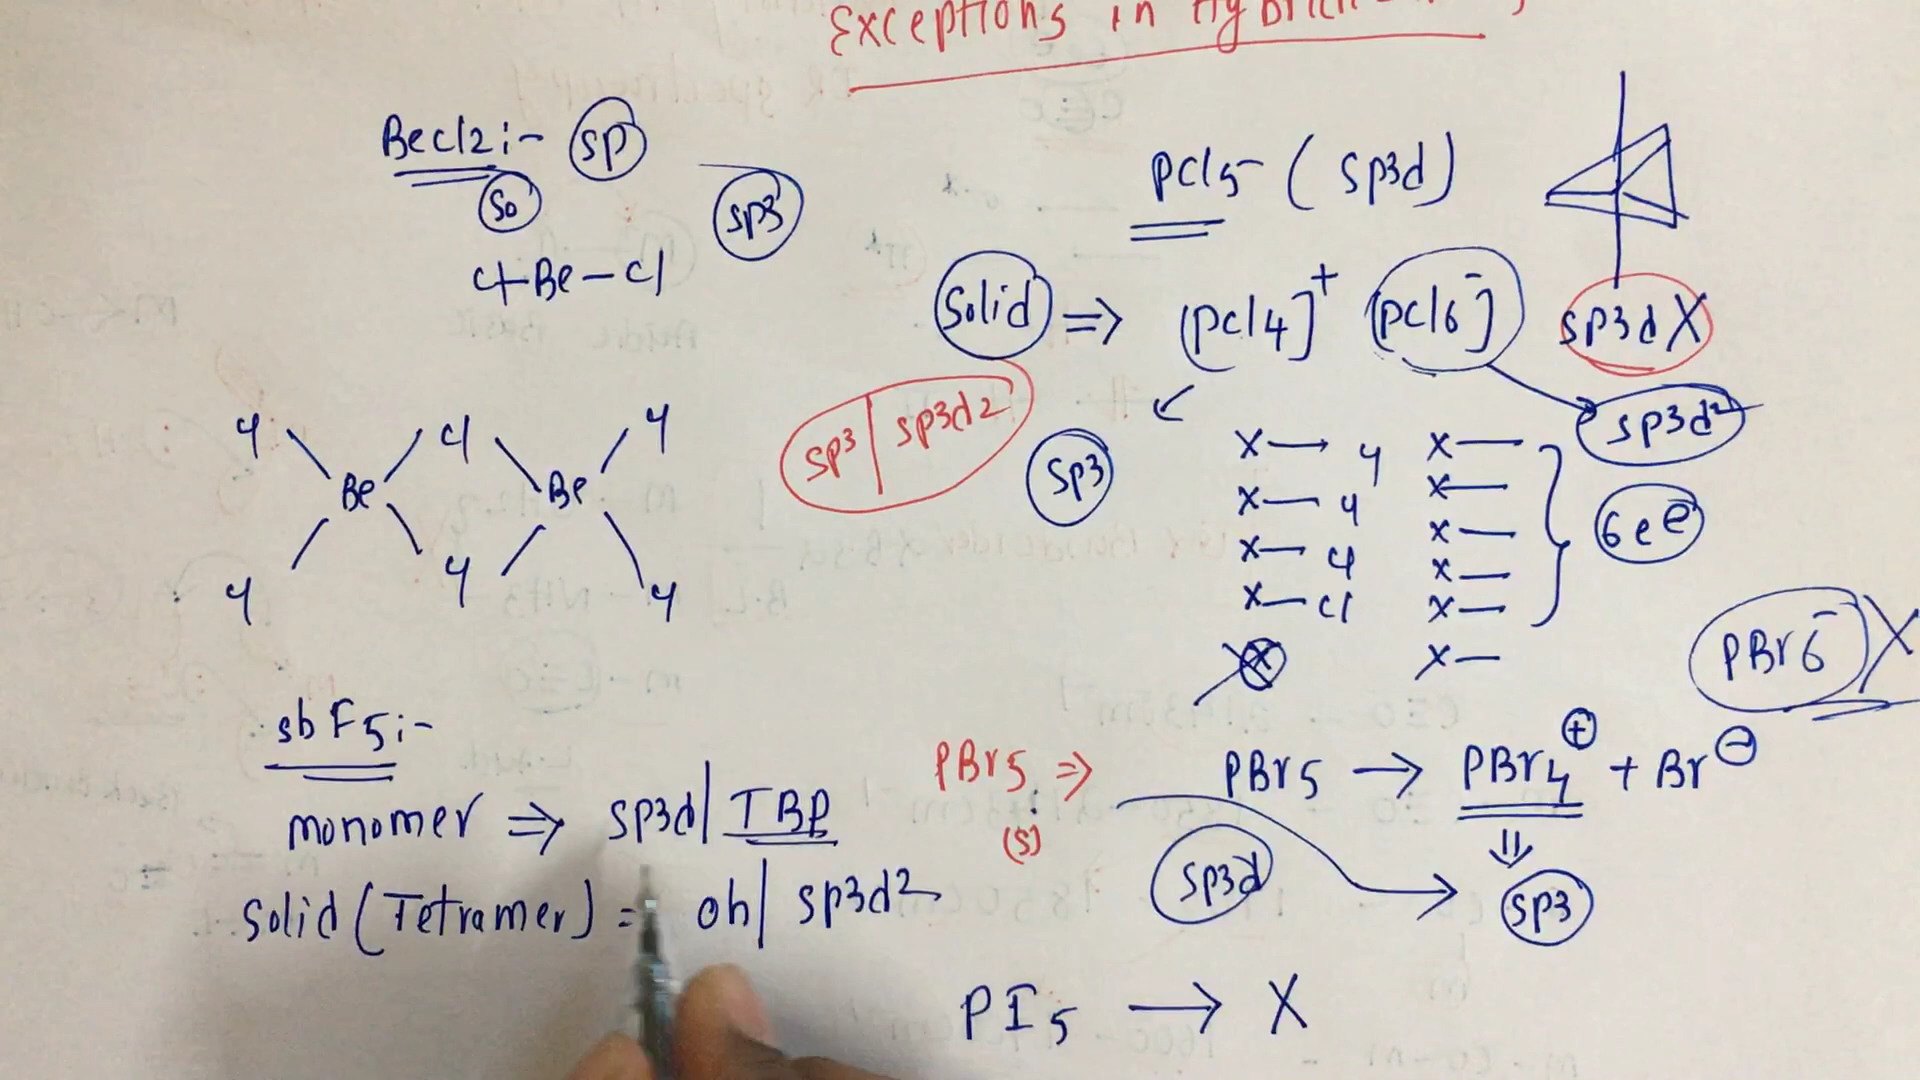 Exceptions in
BeCl2:- sp
so
sp3
Cl-Be-Cl
Cl Cl Cl
Be Be
Cl Cl Cl
PCl5- (sp3d)
Solid => [PCl4]+ [PCl6-] sp3d X
sp3 | sp3d2
sp3
sp3d2
X— Cl X—
X— Cl X—
X— Cl X—
X— Cl X—
X X—
X—
6e e
PBr6- X
sbF5:-
monomer => sp3d | TBP
Solid (Tetramer) = oh | sp3d2
PBr5 => PBr5 → PBr4+ + Br-
(s)
sp3d sp3
PI5 → X